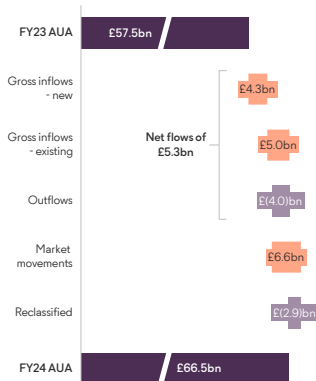 FY23 AUA
£57.5bn
Gross inflows
- new
£4.3bn
Gross inflows
- existing
£5.0bn
Net flows of
£5.3bn
Outflows
£(4.0)bn
Market
movements
£6.6bn
Reclassified
£(2.9)bn
FY24 AUA
£66.5bn